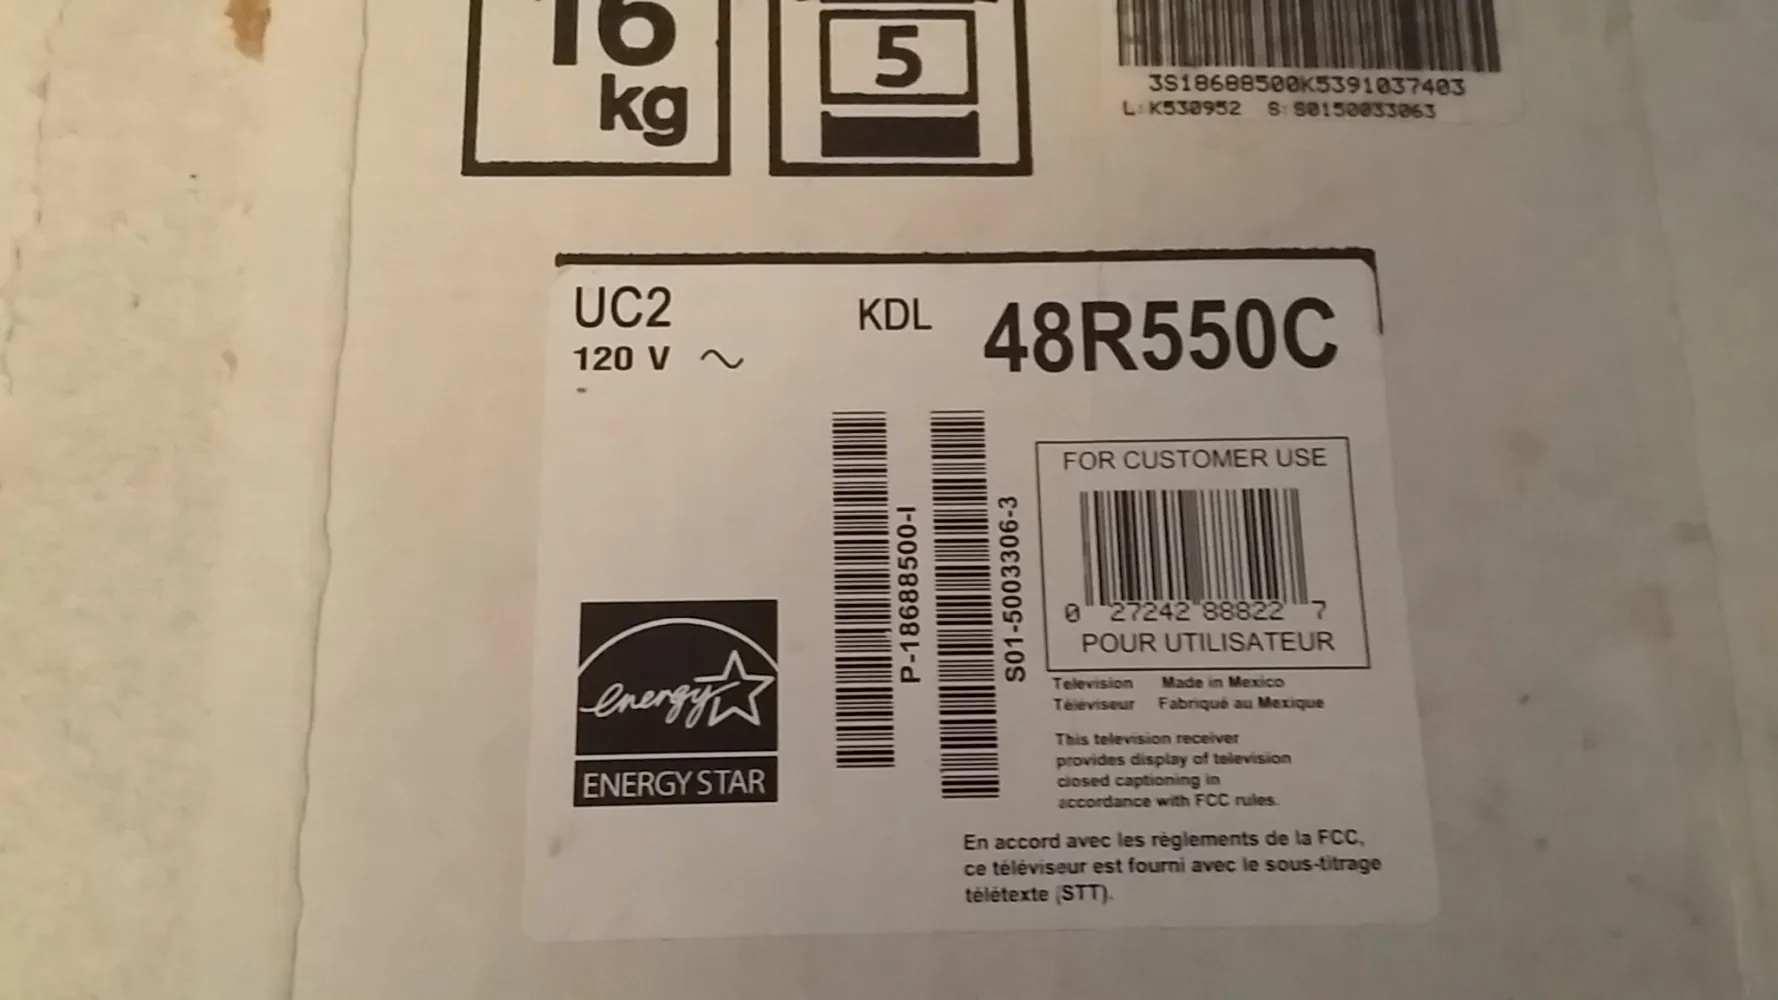 16
kg
5
3S18688500K5391037403
L: K530952 S: S0150033063
UC2
120 V ~
KDL
48R550C
P-18688500-I
S01-5003306-3
FOR CUSTOMER USE
0 27242 88822 7
POUR UTILISATEUR
Television Made in Mexico
Téléviseur Fabriqué au Mexique
This television receiver
provides display of television
closed captioning in
accordance with FCC rules.
En accord avec les règlements de la FCC,
ce téléviseur est fourni avec le sous-titrage
télétexte (STT).
energy
ENERGY STAR